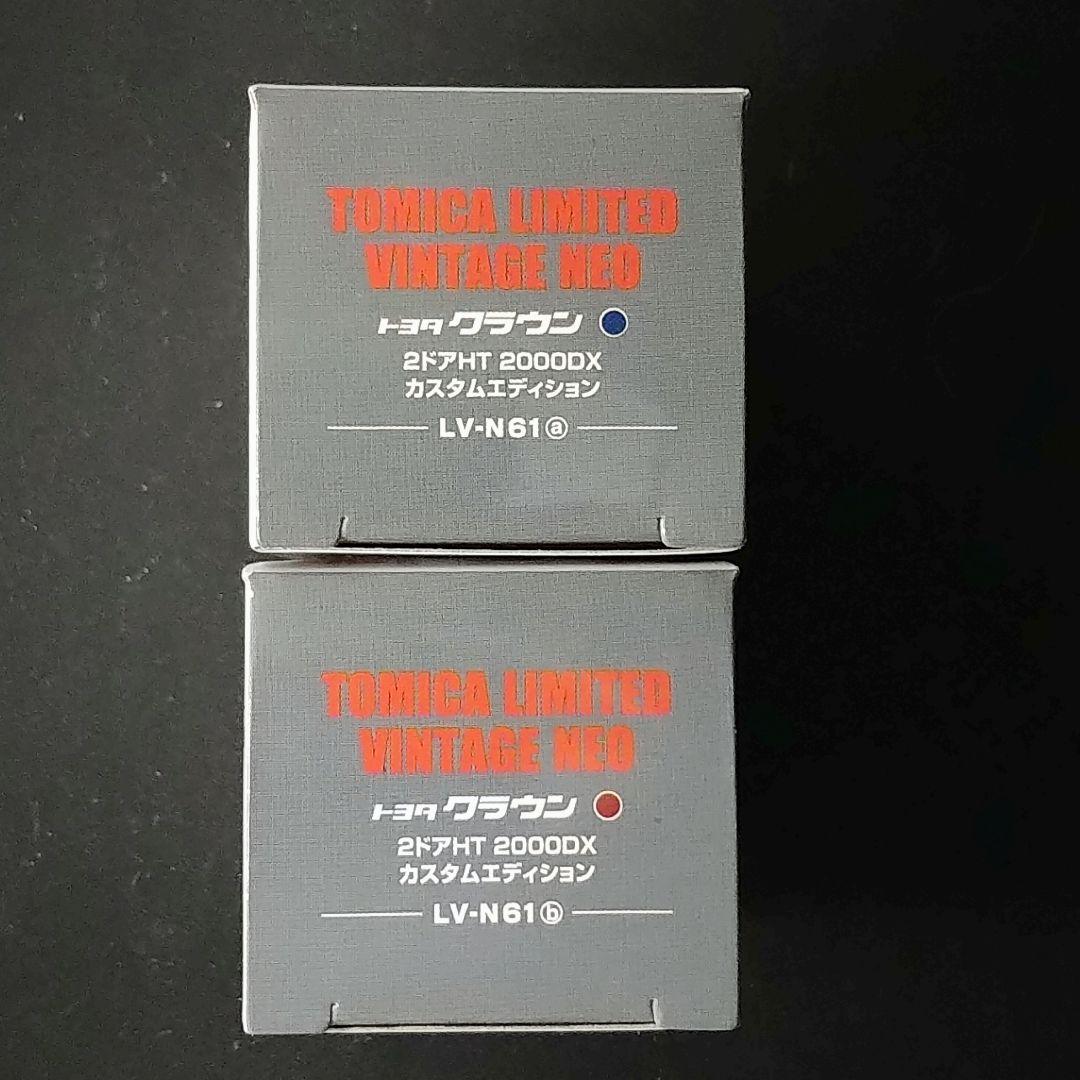 TOMICA LIMITED
VINTAGE NEO
トヨタ クラウン
2ドアHT 2000DX
カスタムエディション
LV-N61ⓐ
TOMICA LIMITED
VINTAGE NEO
トヨタ クラウン
2ドアHT 2000DX
カスタムエディション
LV-N61ⓑ